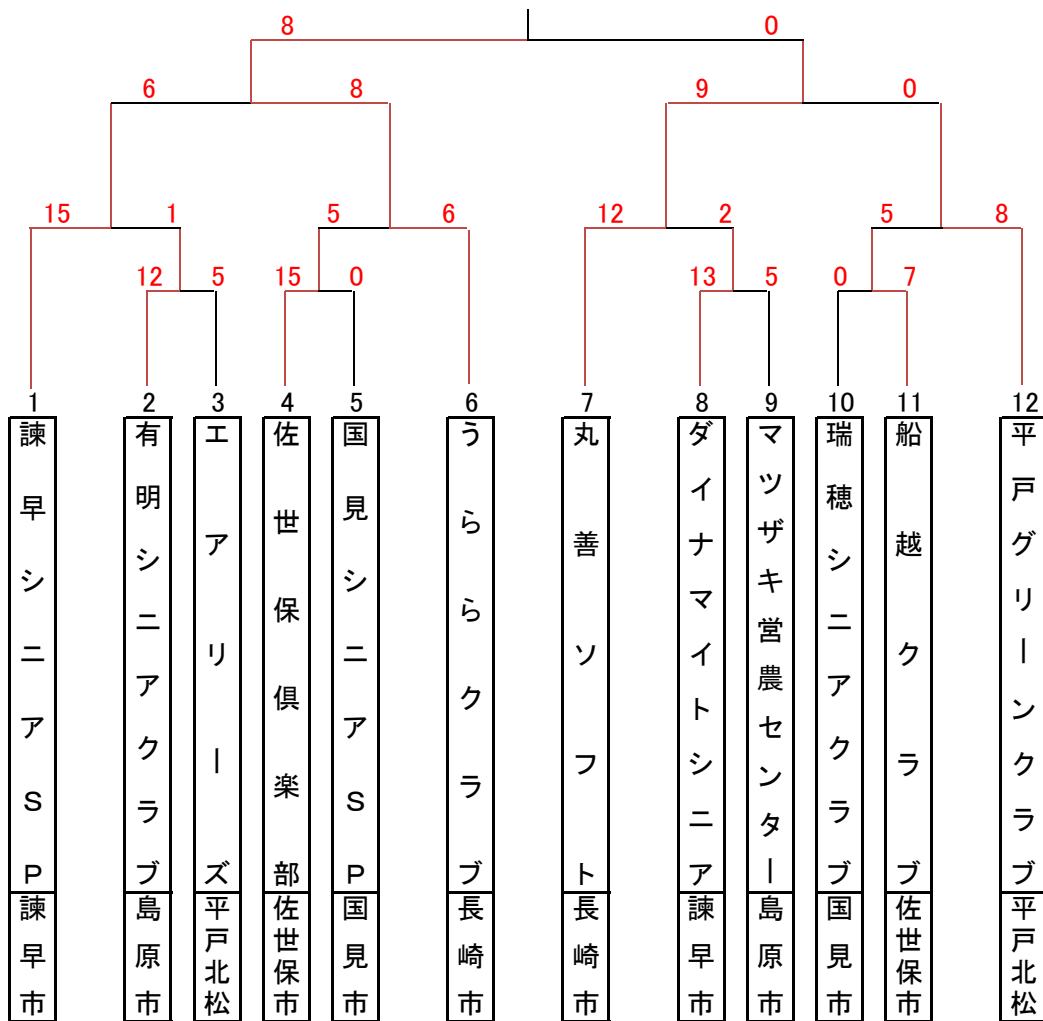 8 0
6 8 9 0
15 1 5 6 12 2 5 8
12 5 15 0 13 5 0 7
1 2 3 4 5 6 7 8 9 10 11 12
諫早シニアSP
有明シニアクラブ
エアリーズ
佐世保倶楽部
国見シニアSP
うららクラブ
丸善ソフト
ダイナマイトシニア
マツザキ営農センター
瑞穂シニアクラブ
船越クラブ
平戸グリーンクラブ
諫早市
島原市
平戸北松
佐世保市
国見市
長崎市
長崎市
諫早市
島原市
国見市
佐世保市
平戸北松